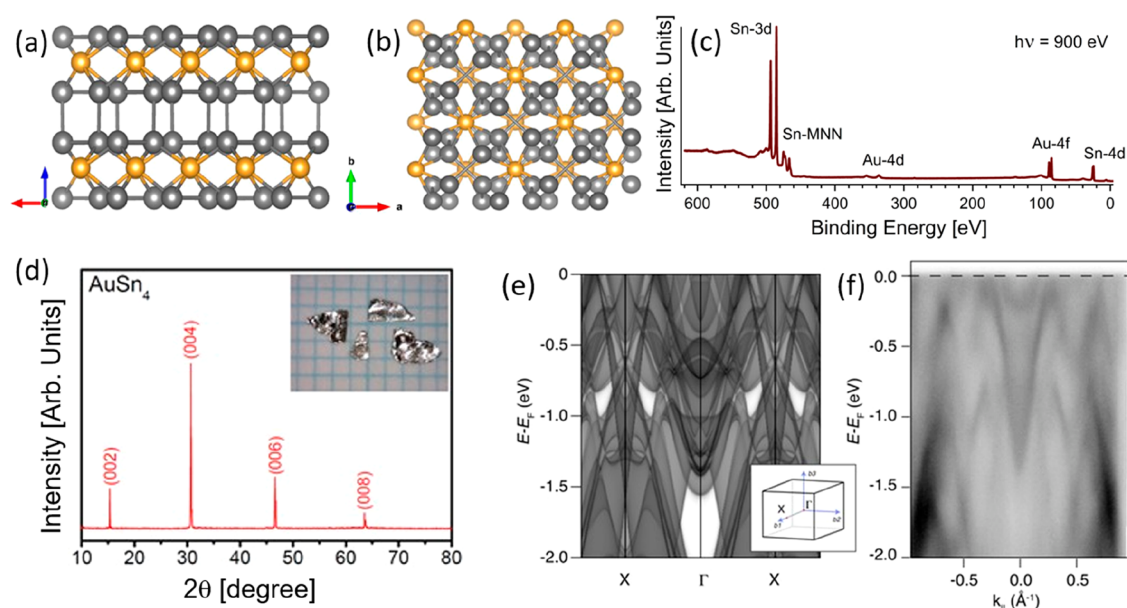 (a)
(b)
b
a
(c)
Intensity [Arb. Units]
Sn-3d
hν = 900 eV
Sn-MNN
Au-4d
Au-4f
Sn-4d
600 500 400 300 200 100 0
Binding Energy [eV]
(d)
Intensity [Arb. Units]
AuSn4
(002)
(004)
(006)
(008)
10 20 30 40 50 60 70 80
2θ [degree]
(e)
E-EF (eV)
0
-0.5
-1.0
-1.5
-2.0
X Γ X
b3
X Γ
b1 b2
(f)
E-EF (eV)
0.0
-0.5
-1.0
-1.5
-2.0
-0.5 0.0 0.5
(Å⁻¹)